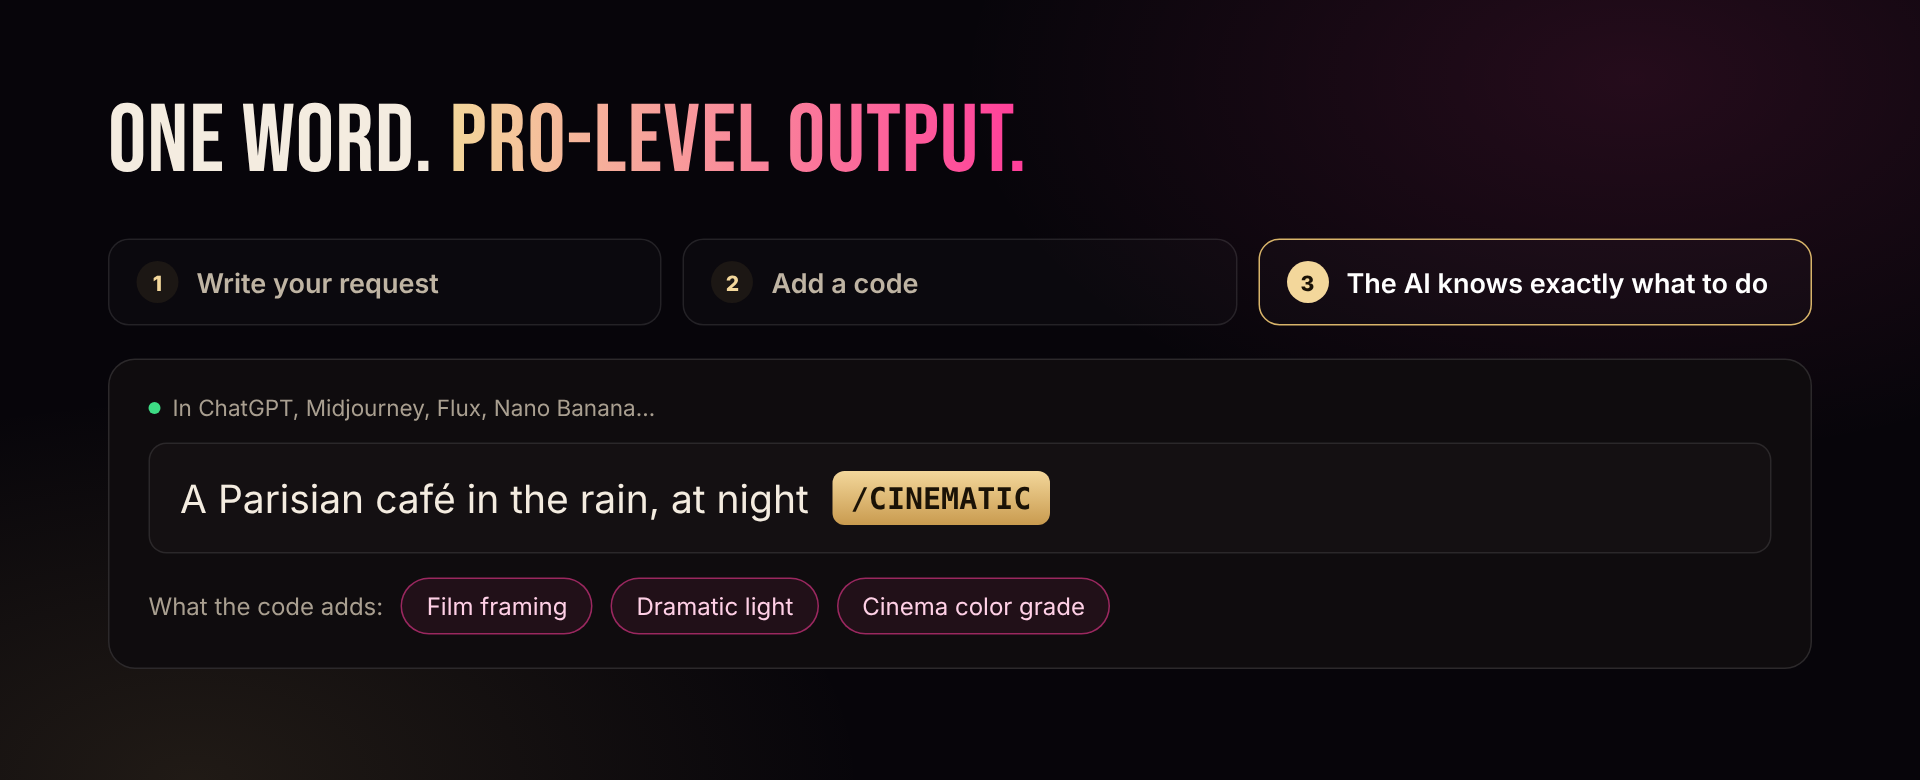 ONE WORD. PRO-LEVEL OUTPUT.
1 Write your request
2 Add a code
3 The AI knows exactly what to do
In ChatGPT, Midjourney, Flux, Nano Banana...
A Parisian café in the rain, at night /CINEMATIC
What the code adds: Film framing Dramatic light Cinema color grade